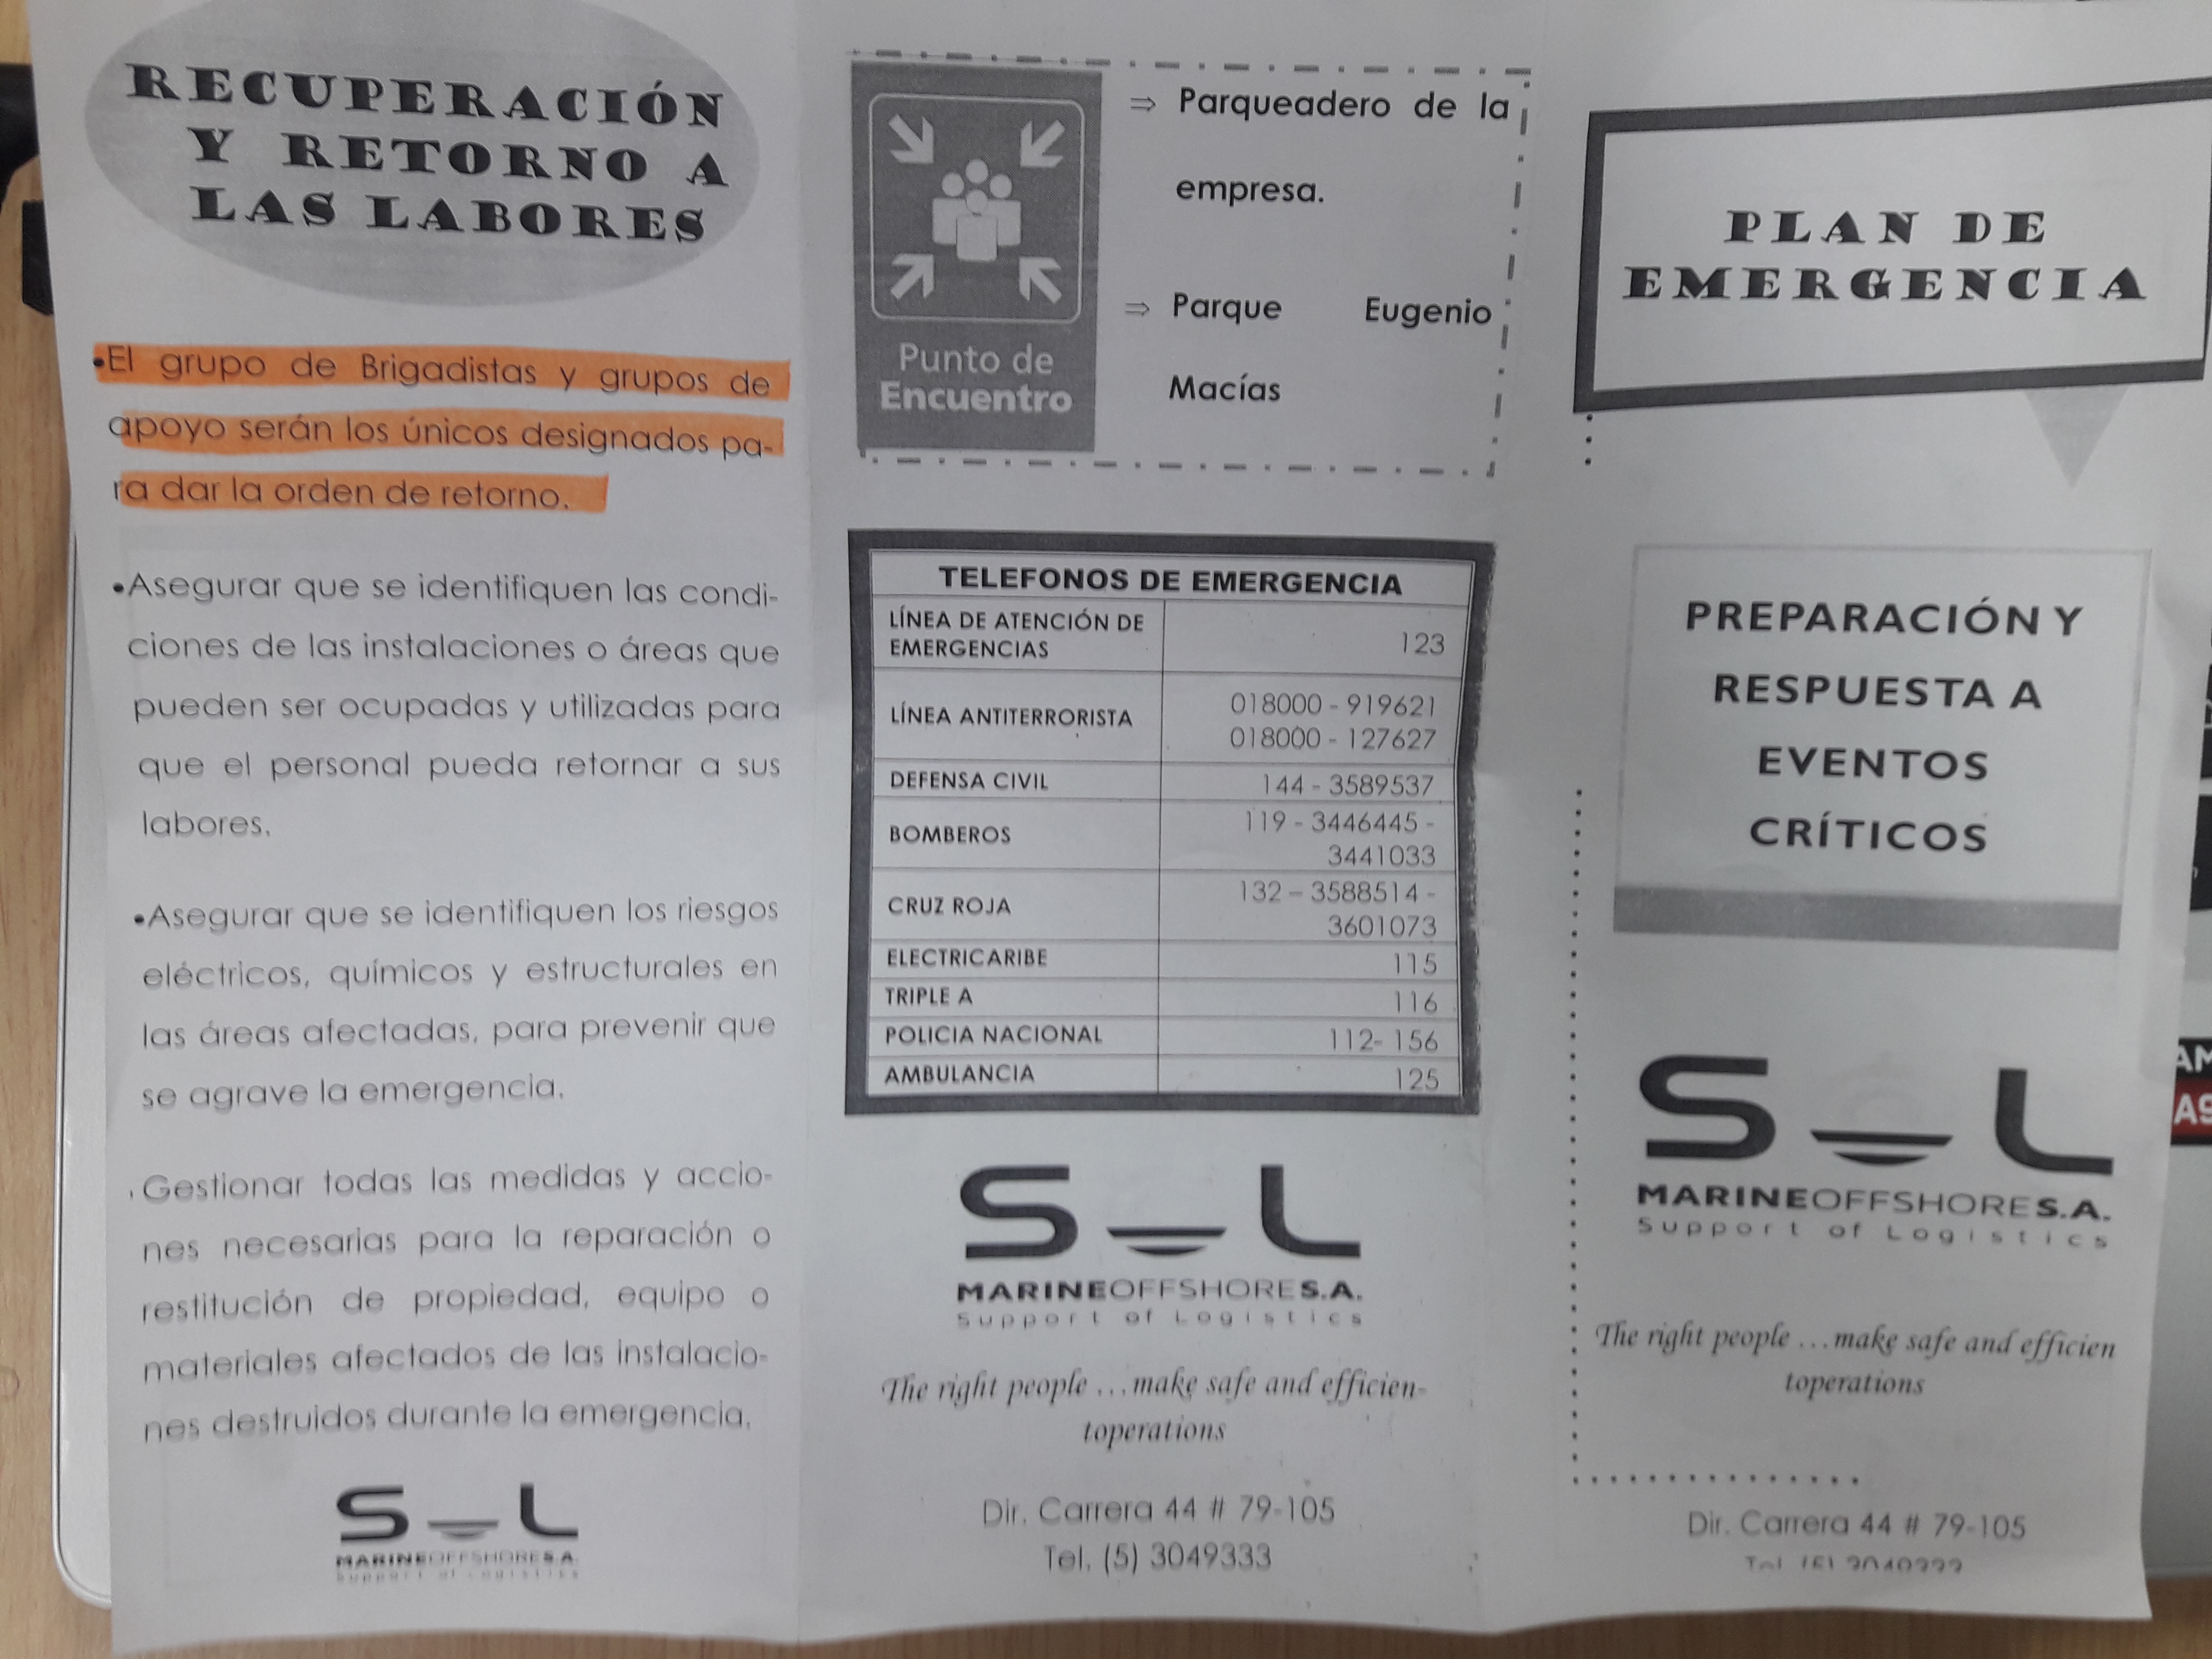 RECUPERACIÓN
Y RETORNO A
LAS LABORES
•El grupo de Brigadistas y grupos de
apoyo serán los únicos designados pa-
ra dar la orden de retorno.
•Asegurar que se identifiquen las condi-
ciones de las instalaciones o áreas que
pueden ser ocupadas y utilizadas para
que el personal pueda retornar a sus
labores.
•Asegurar que se identifiquen los riesgos
eléctricos, químicos y estructurales en
las áreas afectadas, para prevenir que
se agrave la emergencia.
.Gestionar todas las medidas y accio-
nes necesarias para la reparación o
restitución de propiedad, equipo o
materiales afectados de las instalacio-
nes destruidos durante la emergencia.
S L
MARINEOFFSHORES.A.
Support of Logistics
Punto de
Encuentro
⇒ Parqueadero de la
empresa.
⇒ Parque Eugenio
Macías
TELEFONOS DE EMERGENCIA
LÍNEA DE ATENCIÓN DE
EMERGENCIAS 123
LÍNEA ANTITERRORISTA 018000 - 919621
018000 - 127627
DEFENSA CIVIL 144 - 3589537
BOMBEROS 119 - 3446445 -
3441033
CRUZ ROJA 132 – 3588514 -
3601073
ELECTRICARIBE 115
TRIPLE A 116
POLICIA NACIONAL 112- 156
AMBULANCIA 125
S L
MARINEOFFSHORES.A.
Support of Logistics
The right people ...make safe and efficien-
toperations
Dir. Carrera 44 # 79-105
Tel. (5) 3049333
PLAN DE
EMERGENCIA
PREPARACIÓN Y
RESPUESTA A
EVENTOS
CRÍTICOS
S L
MARINEOFFSHORES.A.
Support of Logistics
The right people ...make safe and efficien
toperations
Dir. Carrera 44 # 79-105
Tel. (5) 3049333